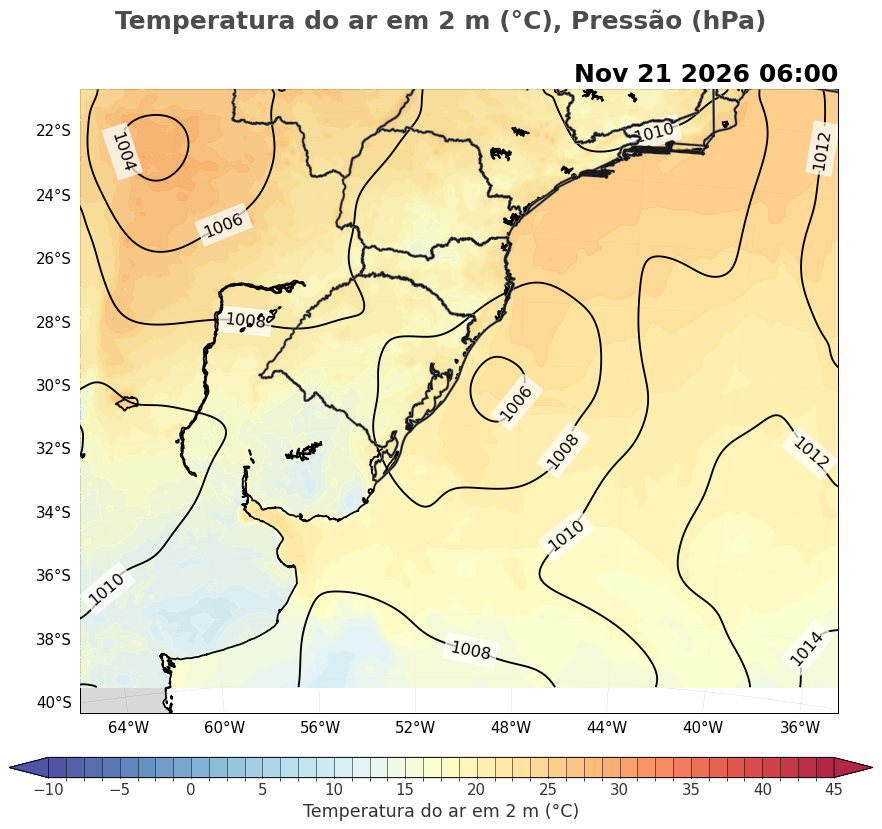 Temperatura do ar em 2 m (°C), Pressão (hPa)
Nov 21 2026 06:00
22°S
24°S
26°S
28°S
30°S
32°S
34°S
36°S
38°S
40°S
1004
1010
1012
1006
1008
1006
1008
1012
1010
1010
1008
1014
64°W 60°W 56°W 52°W 48°W 44°W 40°W 36°W
−10 −5 0 5 10 15 20 25 30 35 40 45
Temperatura do ar em 2 m (°C)